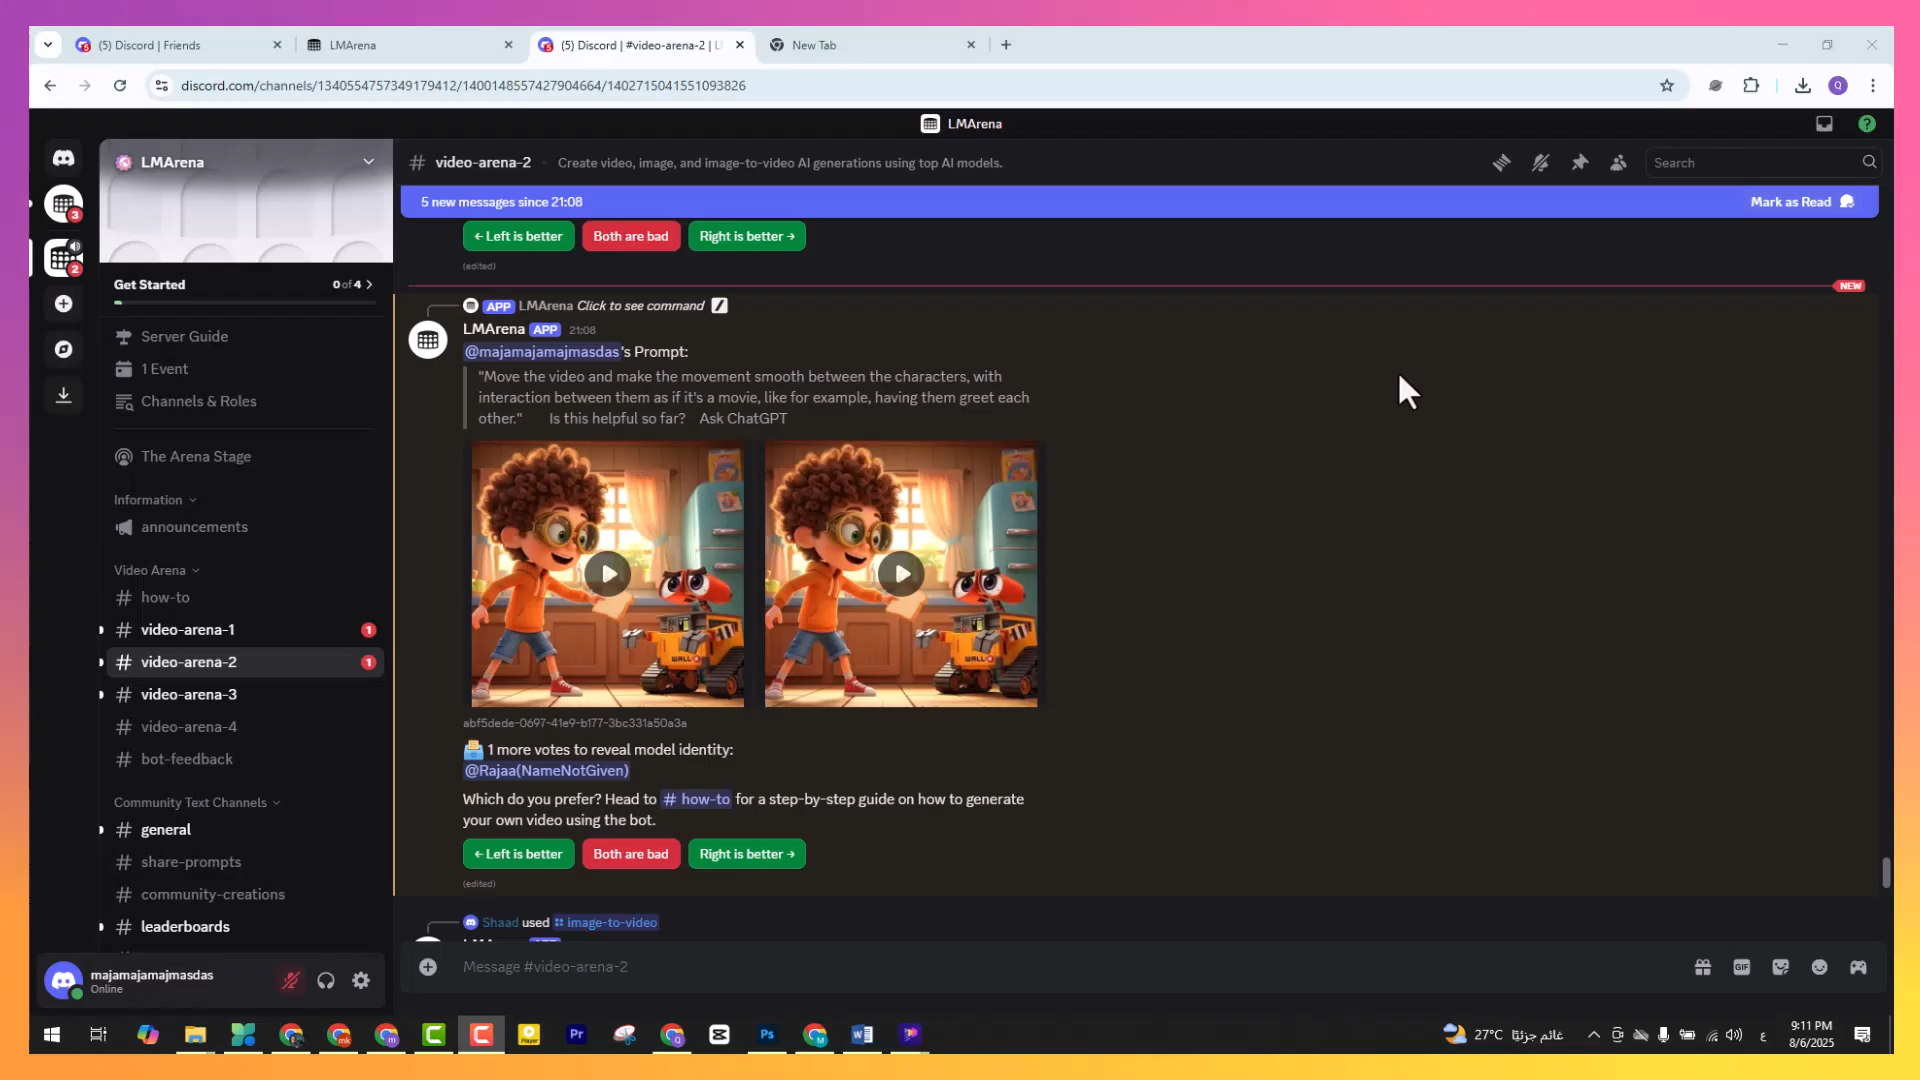 (5) Discord | Friends
LMArena
(5) Discord | #video-arena-2 | L
New Tab
discord.com/channels/1340554757349179412/1400148557427904664/1402715041551093826
Q
LMArena
LMArena
video-arena-2
Create video, image, and image-to-video AI generations using top AI models.
Search
5 new messages since 21:08
Mark as Read
3
2
Get Started
0 of 4
Server Guide
1 Event
Channels & Roles
The Arena Stage
Information
announcements
Video Arena
how-to
video-arena-1
1
video-arena-2
1
video-arena-3
video-arena-4
bot-feedback
Community Text Channels
general
share-prompts
community-creations
leaderboards
majamajamajmasdas
Online
← Left is better
Both are bad
Right is better →
(edited)
NEW
APP LMArena Click to see command
LMArena APP 21:08
@majamajamajmasdas's Prompt:
"Move the video and make the movement smooth between the characters, with
interaction between them as if it's a movie, like for example, having them greet each
other." Is this helpful so far? Ask ChatGPT
WALL
WALL
abf5dede-0697-41e9-b177-3bc331a50a3a
1 more votes to reveal model identity:
@Rajaa(NameNotGiven)
Which do you prefer? Head to # how-to for a step-by-step guide on how to generate
your own video using the bot.
← Left is better
Both are bad
Right is better →
(edited)
Shaad used image-to-video
Message #video-arena-2
GIF
Pr
Ps
27°C غائم جزئيًا
ع
9:11 PM
8/6/2025